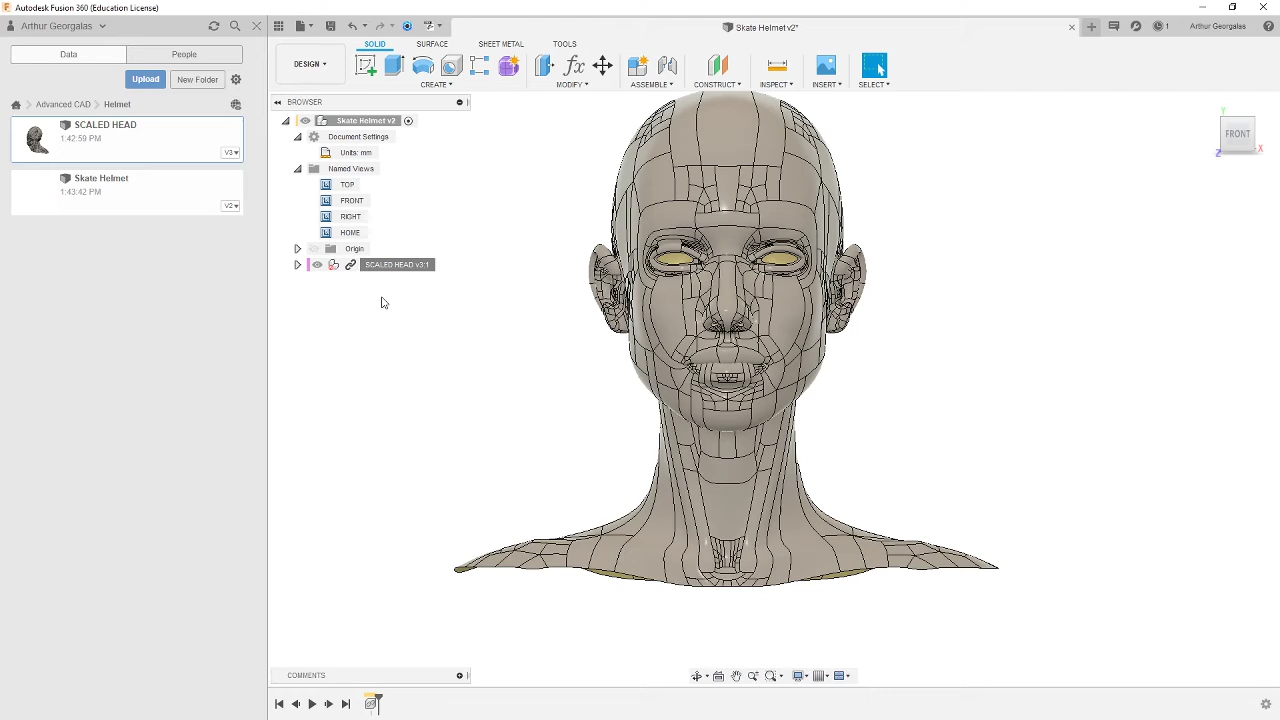 Autodesk Fusion 360 (Education License)
Arthur Georgalas
Skate Helmet v2*
1
Arthur Georgalas
Data
People
SOLID
SURFACE
SHEET METAL
TOOLS
DESIGN
Upload
New Folder
CREATE
MODIFY
ASSEMBLE
CONSTRUCT
INSPECT
INSERT
SELECT
Advanced CAD
Helmet
BROWSER
SCALED HEAD
1:42:59 PM
V3
Skate Helmet
1:43:42 PM
V2
Skate Helmet v2
Document Settings
Units: mm
Named Views
TOP
FRONT
RIGHT
HOME
Origin
SCALED HEAD v3:1
Y
FRONT
Z
X
COMMENTS